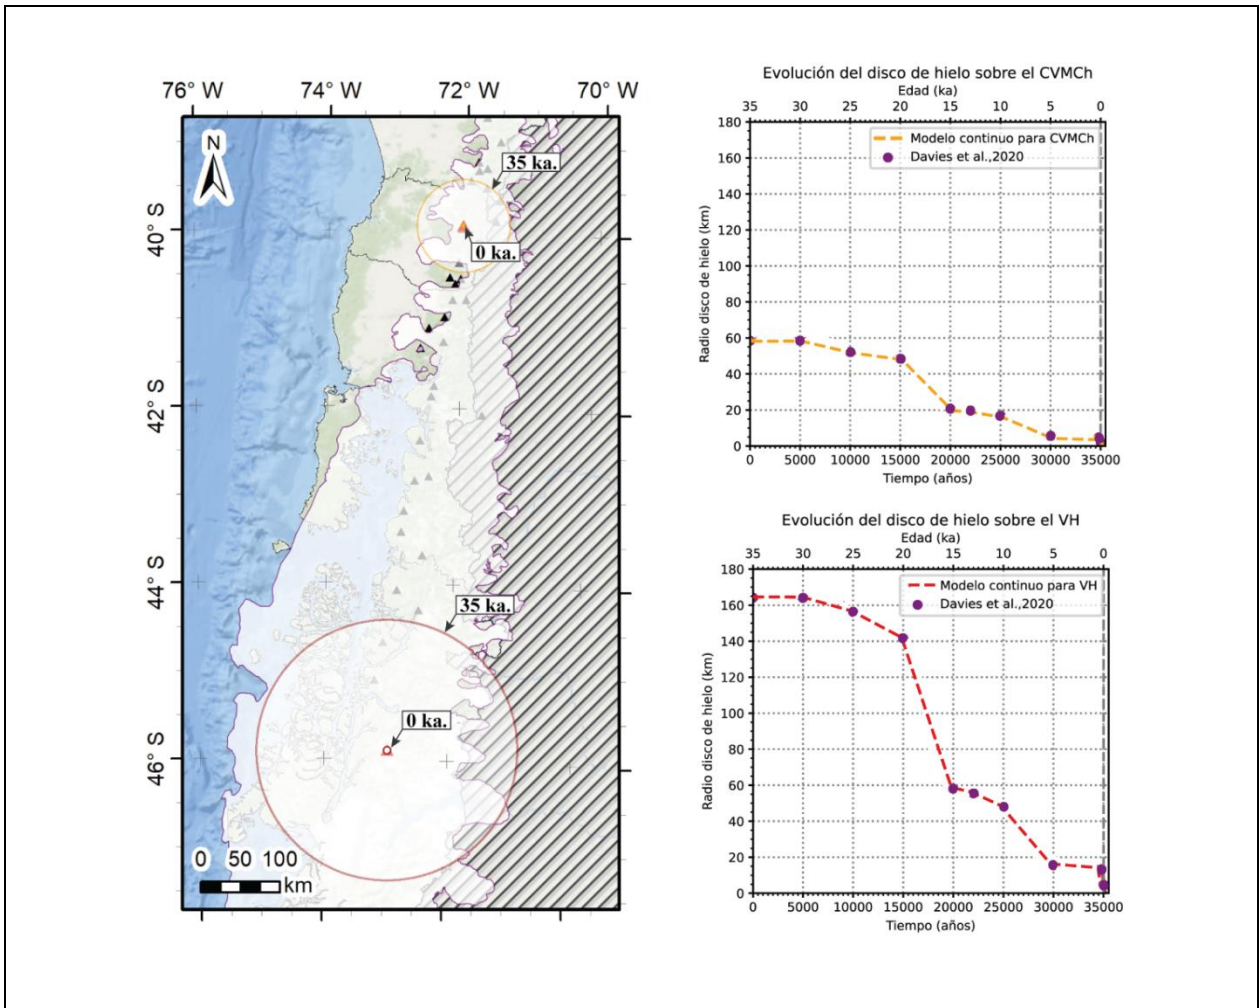 76° W 74° W 72° W 70° W
N
35 ka.
0 ka.
40° S
42° S
44° S
46° S
35 ka.
0 ka.
0 50 100
km
76° W 74° W 72° W 70° W
Evolución del disco de hielo sobre el CVMCh
Edad (ka)
35 30 25 20 15 10 5 0
Radio disco de hielo (km)
180
160
140
120
100
80
60
40
20
0
Modelo continuo para CVMCh
Davies et al.,2020
0 5000 10000 15000 20000 25000 30000 35000
Tiempo (años)
Evolución del disco de hielo sobre el VH
Edad (ka)
35 30 25 20 15 10 5 0
Radio disco de hielo (km)
180
160
140
120
100
80
60
40
20
0
Modelo continuo para VH
Davies et al.,2020
0 5000 10000 15000 20000 25000 30000 35000
Tiempo (años)